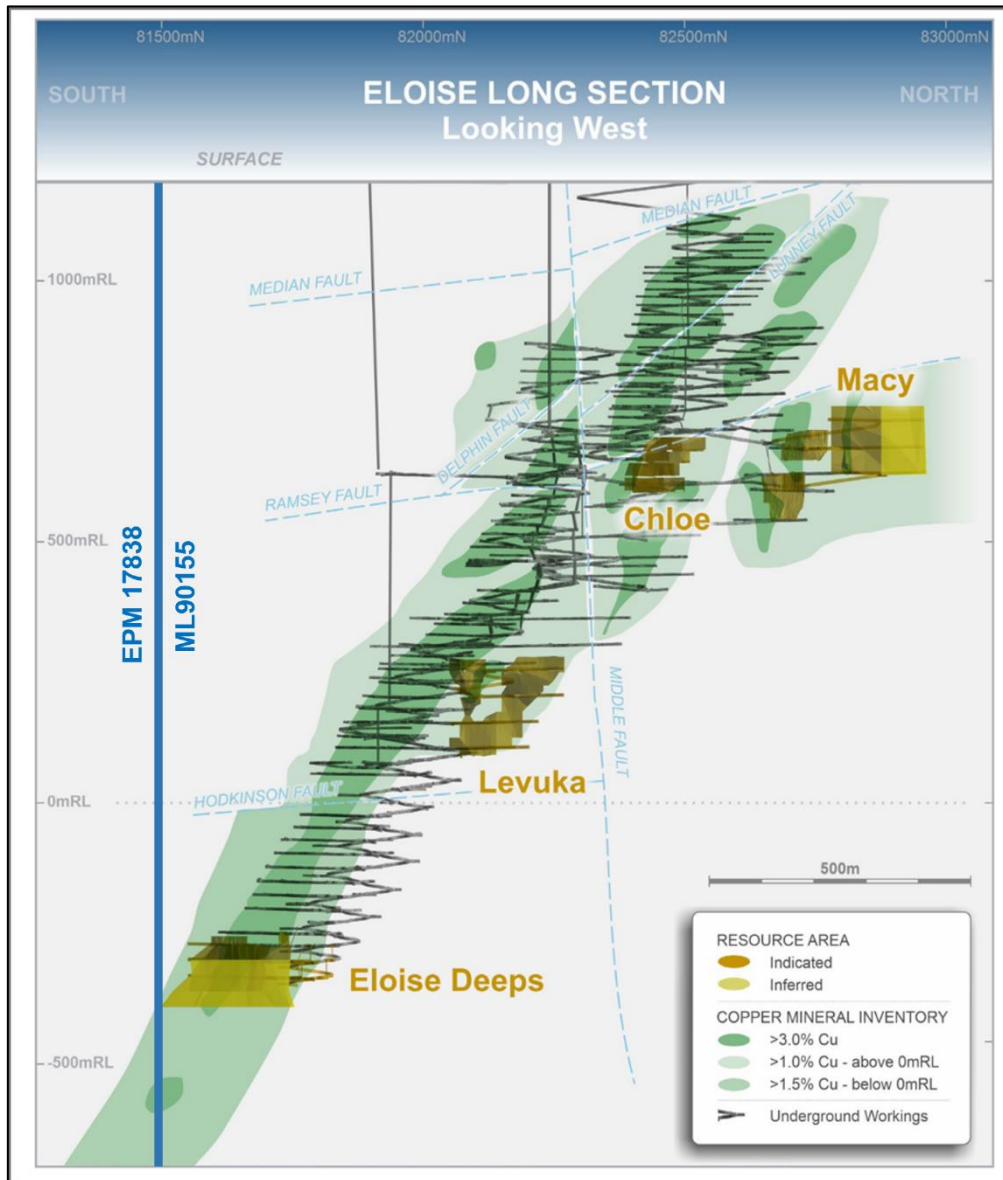 81500mN
82000mN
82500mN
83000mN
SOUTH
ELOISE LONG SECTION
NORTH
Looking West
SURFACE
MEDIAN FAULT
LUNNEY FAULT
1000mRL
MEDIAN FAULT
Macy
DELPHIN FAULT
RAMSEY FAULT
Chloe
500mRL
EPM 17838
ML90155
MIDDLE FAULT
Levuka
HODKINSON FAULT
0mRL
500m
Eloise Deeps
-500mRL
RESOURCE AREA
Indicated
Inferred
COPPER MINERAL INVENTORY
>3.0% Cu
>1.0% Cu - above 0mRL
>1.5% Cu - below 0mRL
Underground Workings